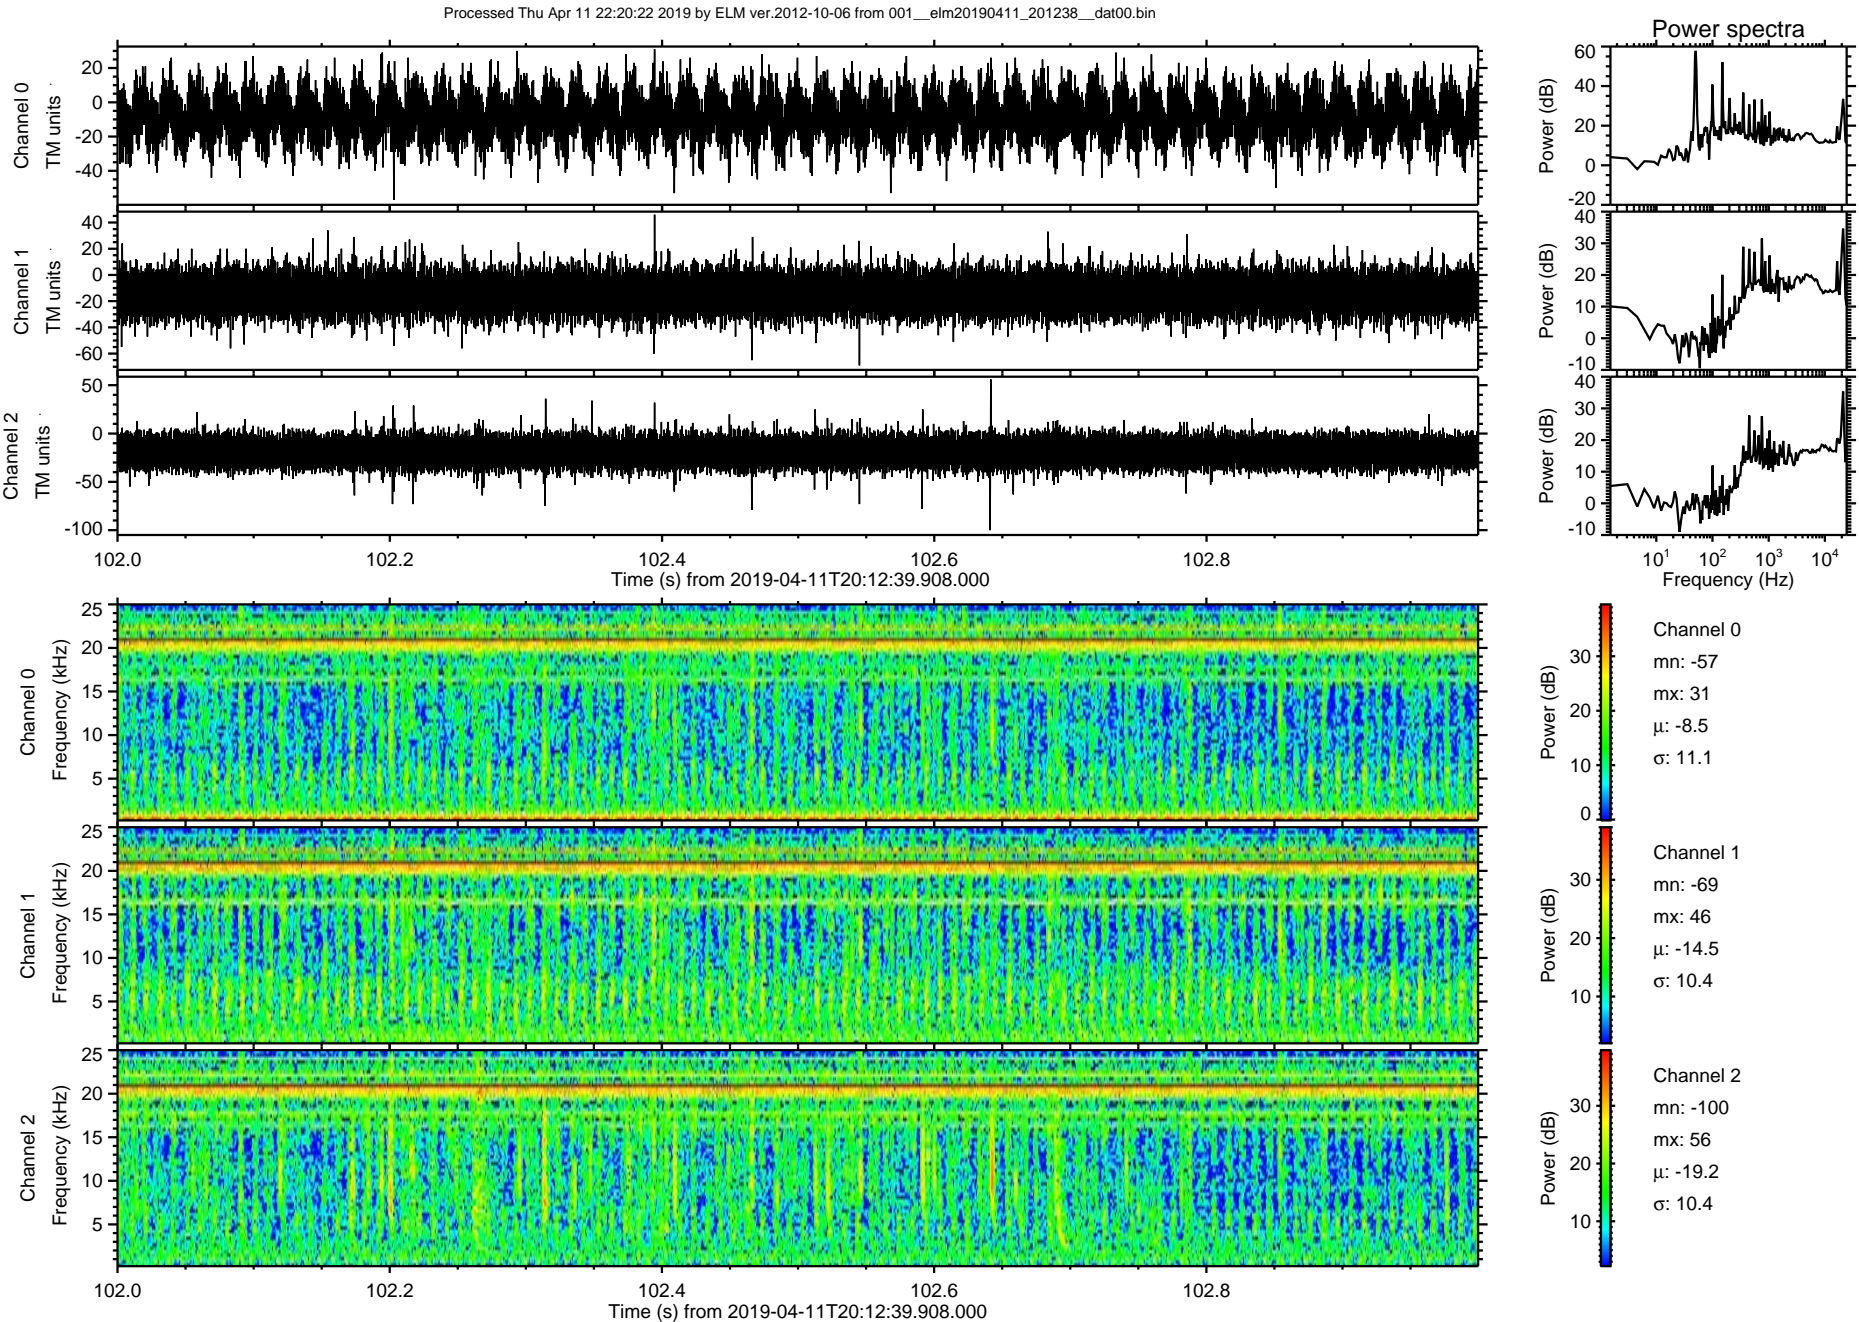 Processed Thu Apr 11 22:20:22 2019 by ELM ver.2012-10-06 from 001__elm20190411_201238__dat00.bin
Power spectra
Channel 0
TM units
20
0
-20
-40
Power (dB)
60
40
20
0
-20
Channel 1
TM units
40
20
0
-20
-40
-60
Power (dB)
40
30
20
10
0
-10
Channel 2
TM units
50
0
-50
-100
Power (dB)
40
30
20
10
0
-10
102.0 102.2 102.4 102.6 102.8
Time (s) from 2019-04-11T20:12:39.908.000
10^1 10^2 10^3 10^4
Frequency (Hz)
Channel 0
Frequency (kHz)
25
20
15
10
5
Power (dB)
30
20
10
0
Channel 0
mn: -57
mx: 31
μ: -8.5
σ: 11.1
Channel 1
Frequency (kHz)
25
20
15
10
5
Power (dB)
30
20
10
Channel 1
mn: -69
mx: 46
μ: -14.5
σ: 10.4
Channel 2
Frequency (kHz)
25
20
15
10
5
Power (dB)
30
20
10
Channel 2
mn: -100
mx: 56
μ: -19.2
σ: 10.4
102.0 102.2 102.4 102.6 102.8
Time (s) from 2019-04-11T20:12:39.908.000